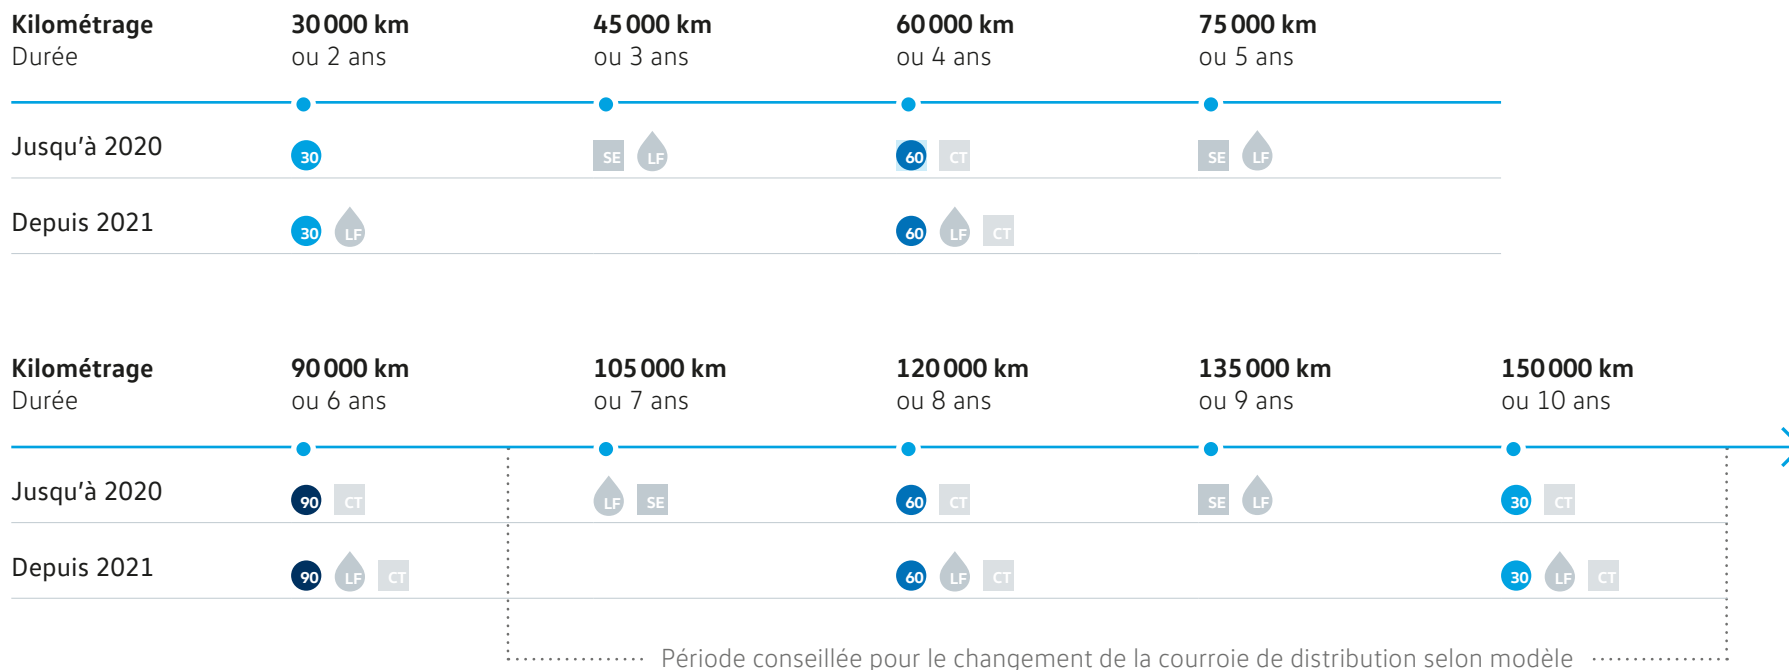 Kilométrage 30 000 km 45 000 km 60 000 km 75 000 km
Durée ou 2 ans ou 3 ans ou 4 ans ou 5 ans
Jusqu'à 2020 30 SE LF 60 CT SE LF
Depuis 2021 30 LF 60 LF CT
Kilométrage 90 000 km 105 000 km 120 000 km 135 000 km 150 000 km
Durée ou 6 ans ou 7 ans ou 8 ans ou 9 ans ou 10 ans
Jusqu'à 2020 90 CT LF SE 60 CT SE LF 30 CT
Depuis 2021 90 LF CT 60 LF CT 30 LF CT
Période conseillée pour le changement de la courroie de distribution selon modèle